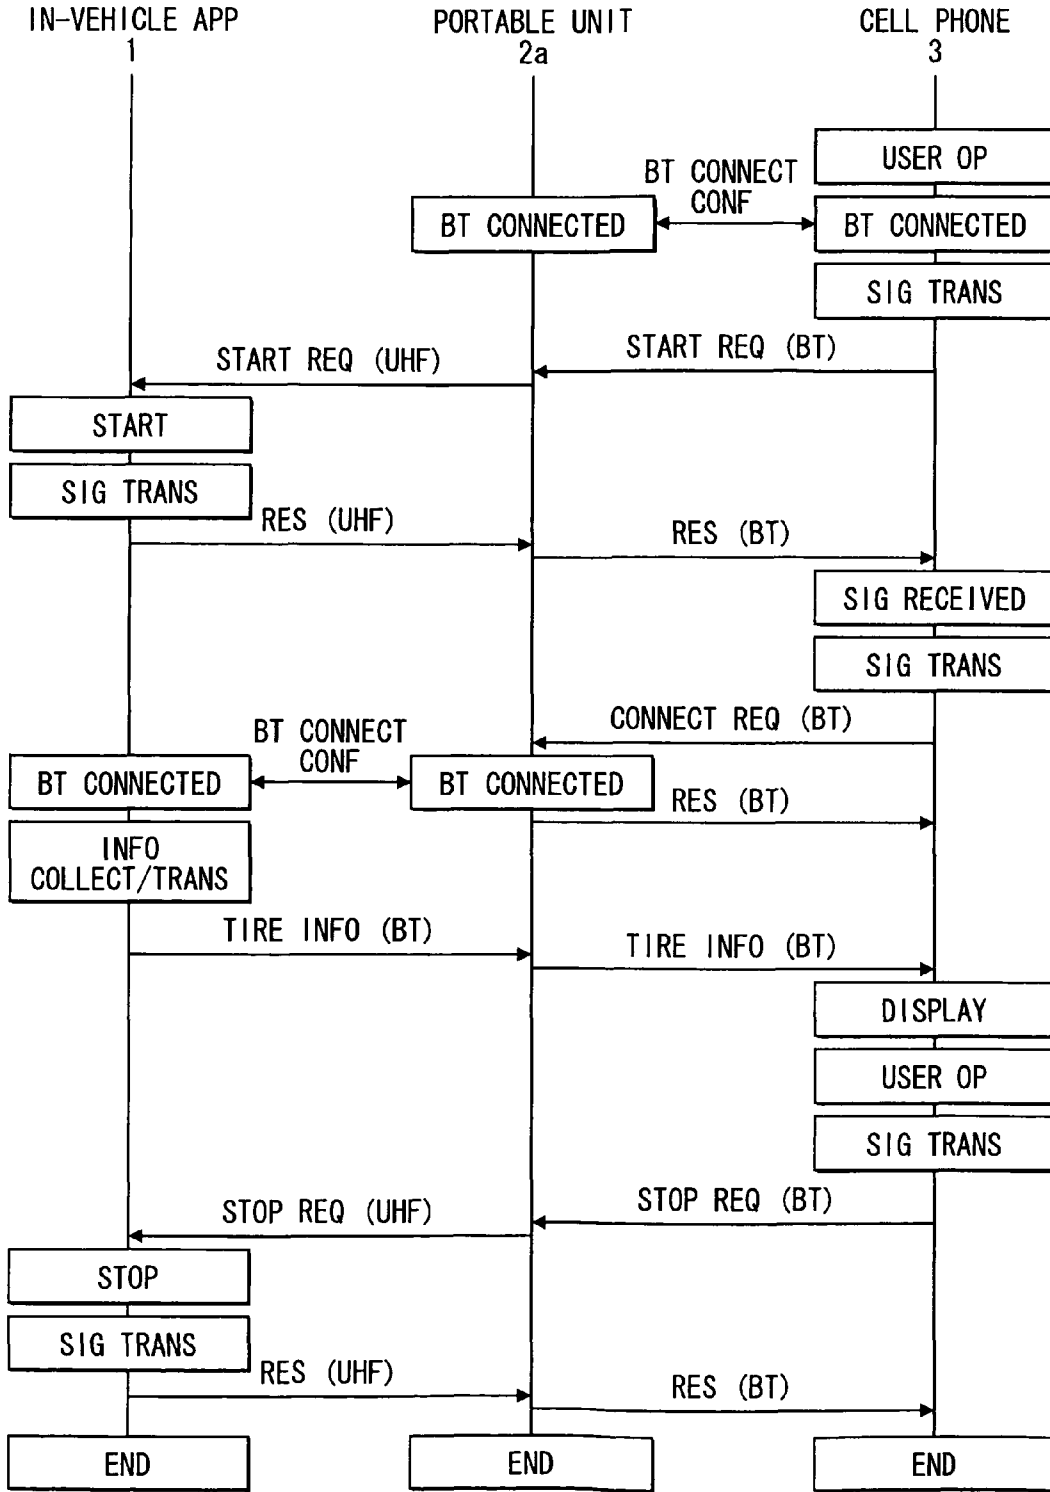 IN-VEHICLE APP
1
PORTABLE UNIT
2a
CELL PHONE
3
USER OP
BT CONNECT
CONF
BT CONNECTED
BT CONNECTED
SIG TRANS
START REQ (BT)
START REQ (UHF)
START
SIG TRANS
RES (UHF)
RES (BT)
SIG RECEIVED
SIG TRANS
CONNECT REQ (BT)
BT CONNECT
CONF
BT CONNECTED
BT CONNECTED
RES (BT)
INFO
COLLECT/TRANS
TIRE INFO (BT)
TIRE INFO (BT)
DISPLAY
USER OP
SIG TRANS
STOP REQ (BT)
STOP REQ (UHF)
STOP
SIG TRANS
RES (UHF)
RES (BT)
END
END
END